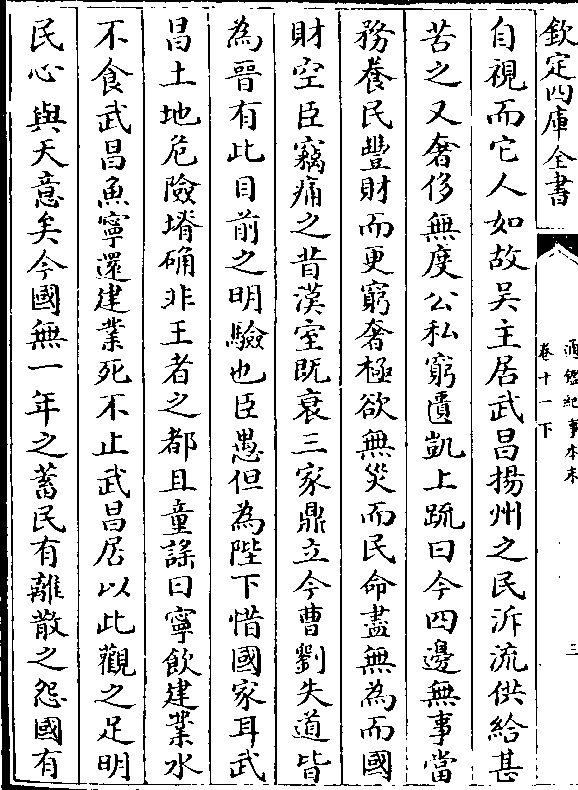 欽定四庫全書
通鑑紀事本末
卷十一下
三
自視而它人如故吳主居武昌揚州之民泝流供給甚
苦之又奢侈無度公私窮匱凱上疏曰今四邊無事當
務養民豐財而更窮奢極欲無災而民命盡無為而國
財空臣竊痛之昔漢室既衰三家鼎立今曹劉失道皆
為晉有此目前之明驗也臣愚但為陛下惜國家耳武
昌土地危險塉确非王者之都且童謡曰寧飲建業水
不食武昌魚寧還建業死不止武昌居以此觀之足明
民心與天意矣今國無一年之蓄民有離散之怨國有